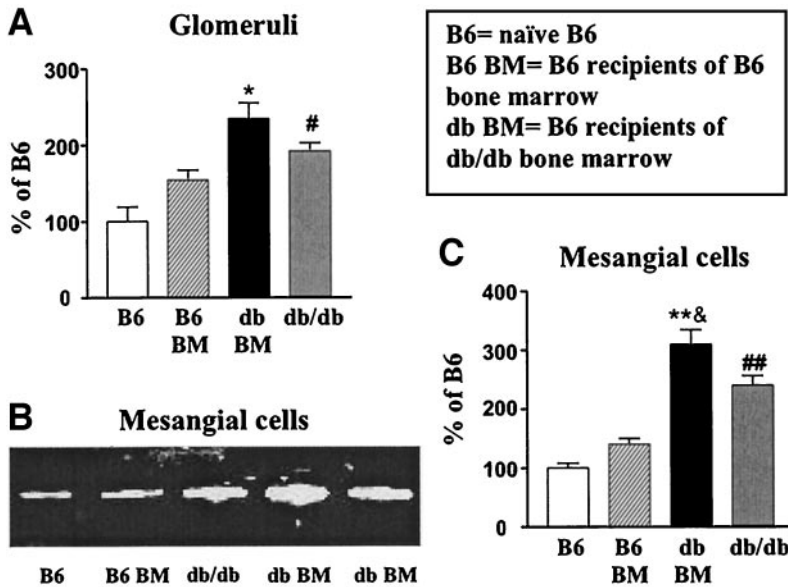 A
Glomeruli
% of B6
300
200
100
0
*
#
B6
B6 BM
db BM
db/db
B6= naïve B6
B6 BM= B6 recipients of B6
bone marrow
db BM= B6 recipients of
db/db bone marrow
B
Mesangial cells
B6
B6 BM
db/db
db BM
db BM
C
Mesangial cells
% of B6
400
300
200
100
0
**&
##
B6
B6 BM
db BM
db/db